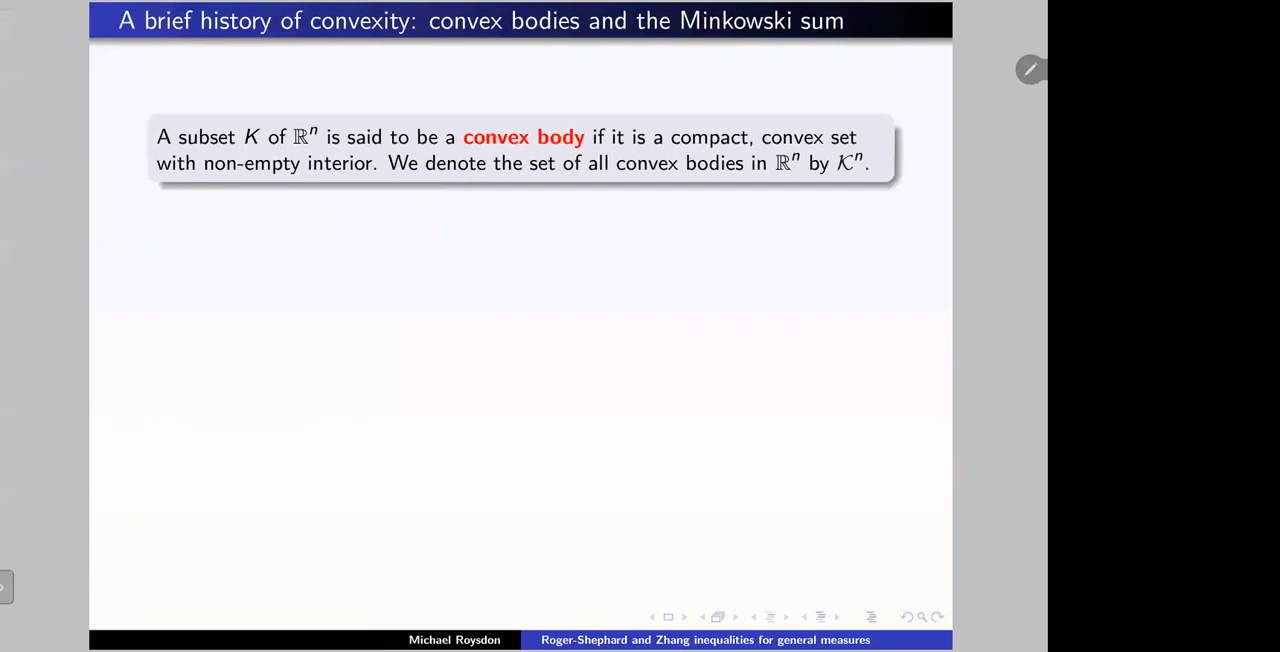 A brief history of convexity: convex bodies and the Minkowski sum
A subset K of ℝⁿ is said to be a convex body if it is a compact, convex set
with non-empty interior. We denote the set of all convex bodies in ℝⁿ by 𝒦ⁿ.
Michael Roysdon
Roger-Shephard and Zhang inequalities for general measures